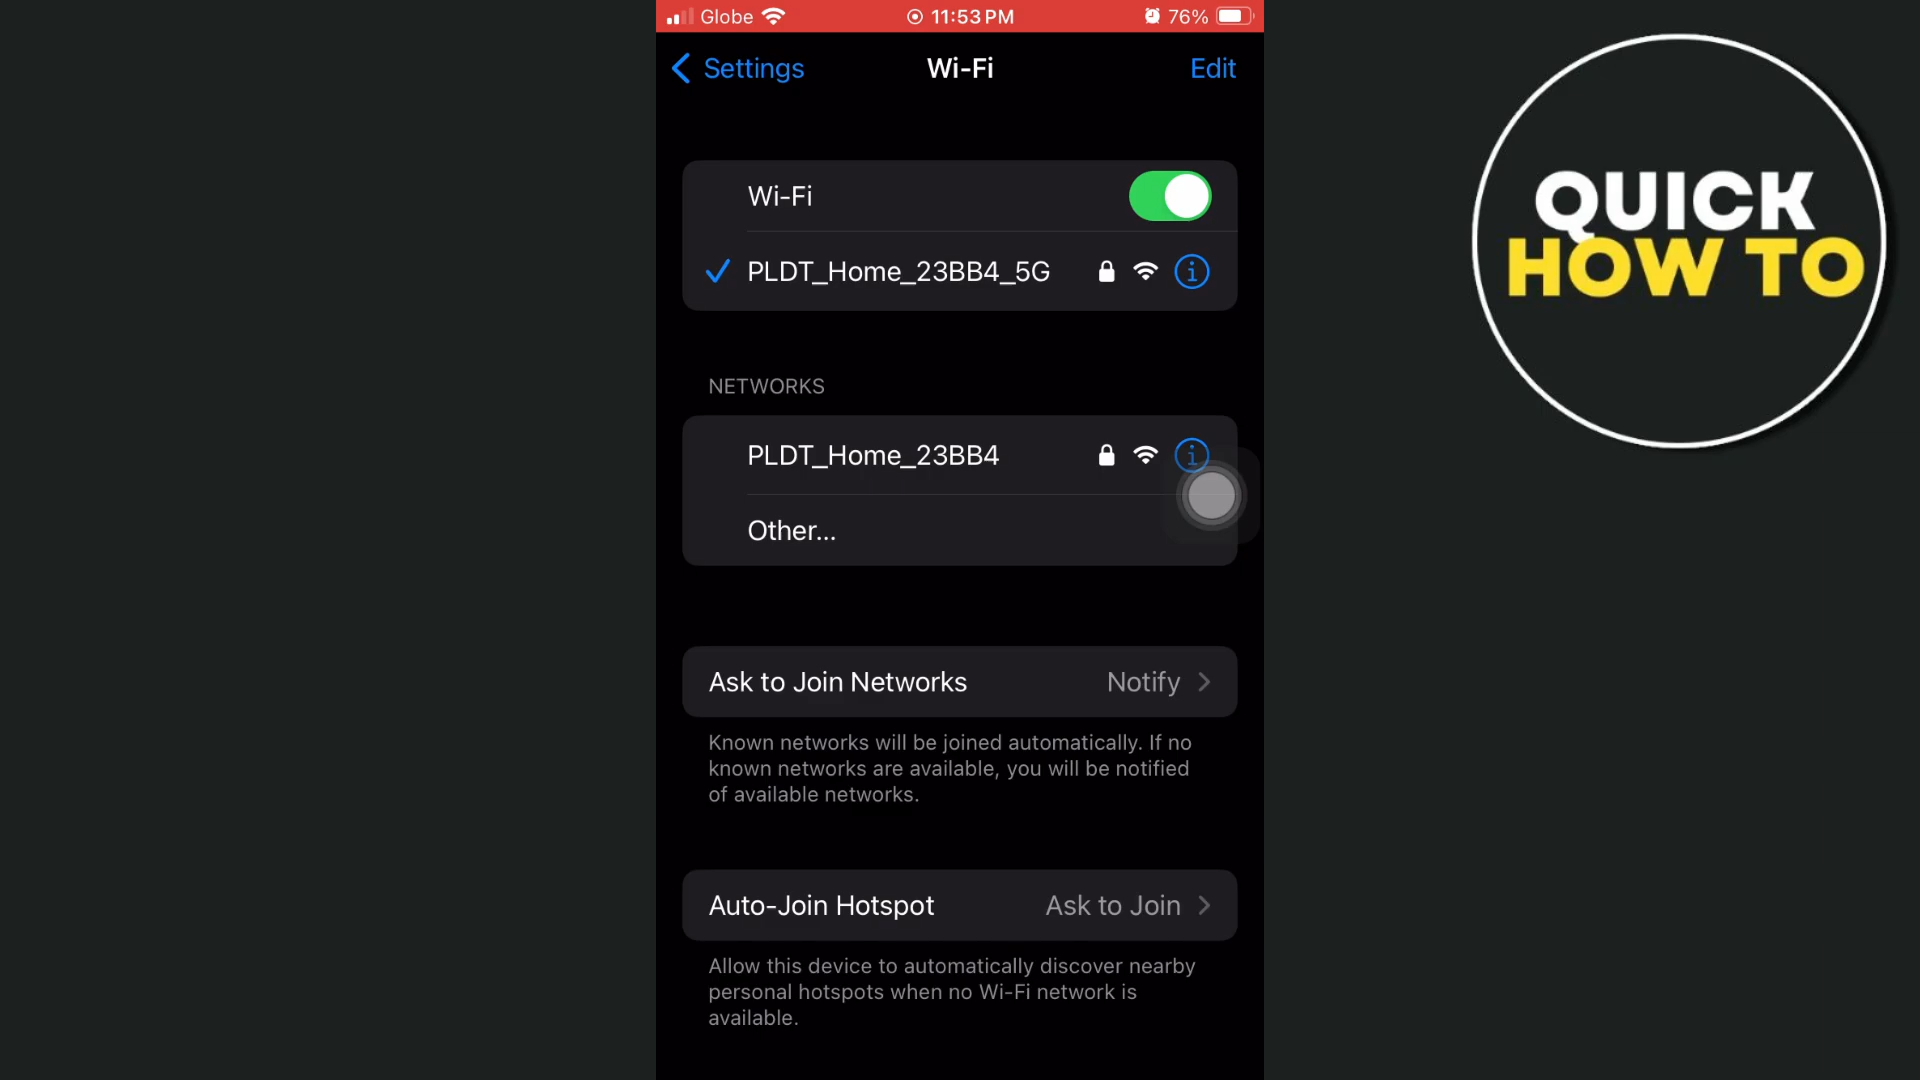 Globe 11:53 PM 76%
Settings Wi-Fi Edit
Wi-Fi
PLDT_Home_23BB4_5G
NETWORKS
PLDT_Home_23BB4
Other...
Ask to Join Networks Notify
Known networks will be joined automatically. If no
known networks are available, you will be notified
of available networks.
Auto-Join Hotspot Ask to Join
Allow this device to automatically discover nearby
personal hotspots when no Wi-Fi network is
available.
QUICK
HOW TO